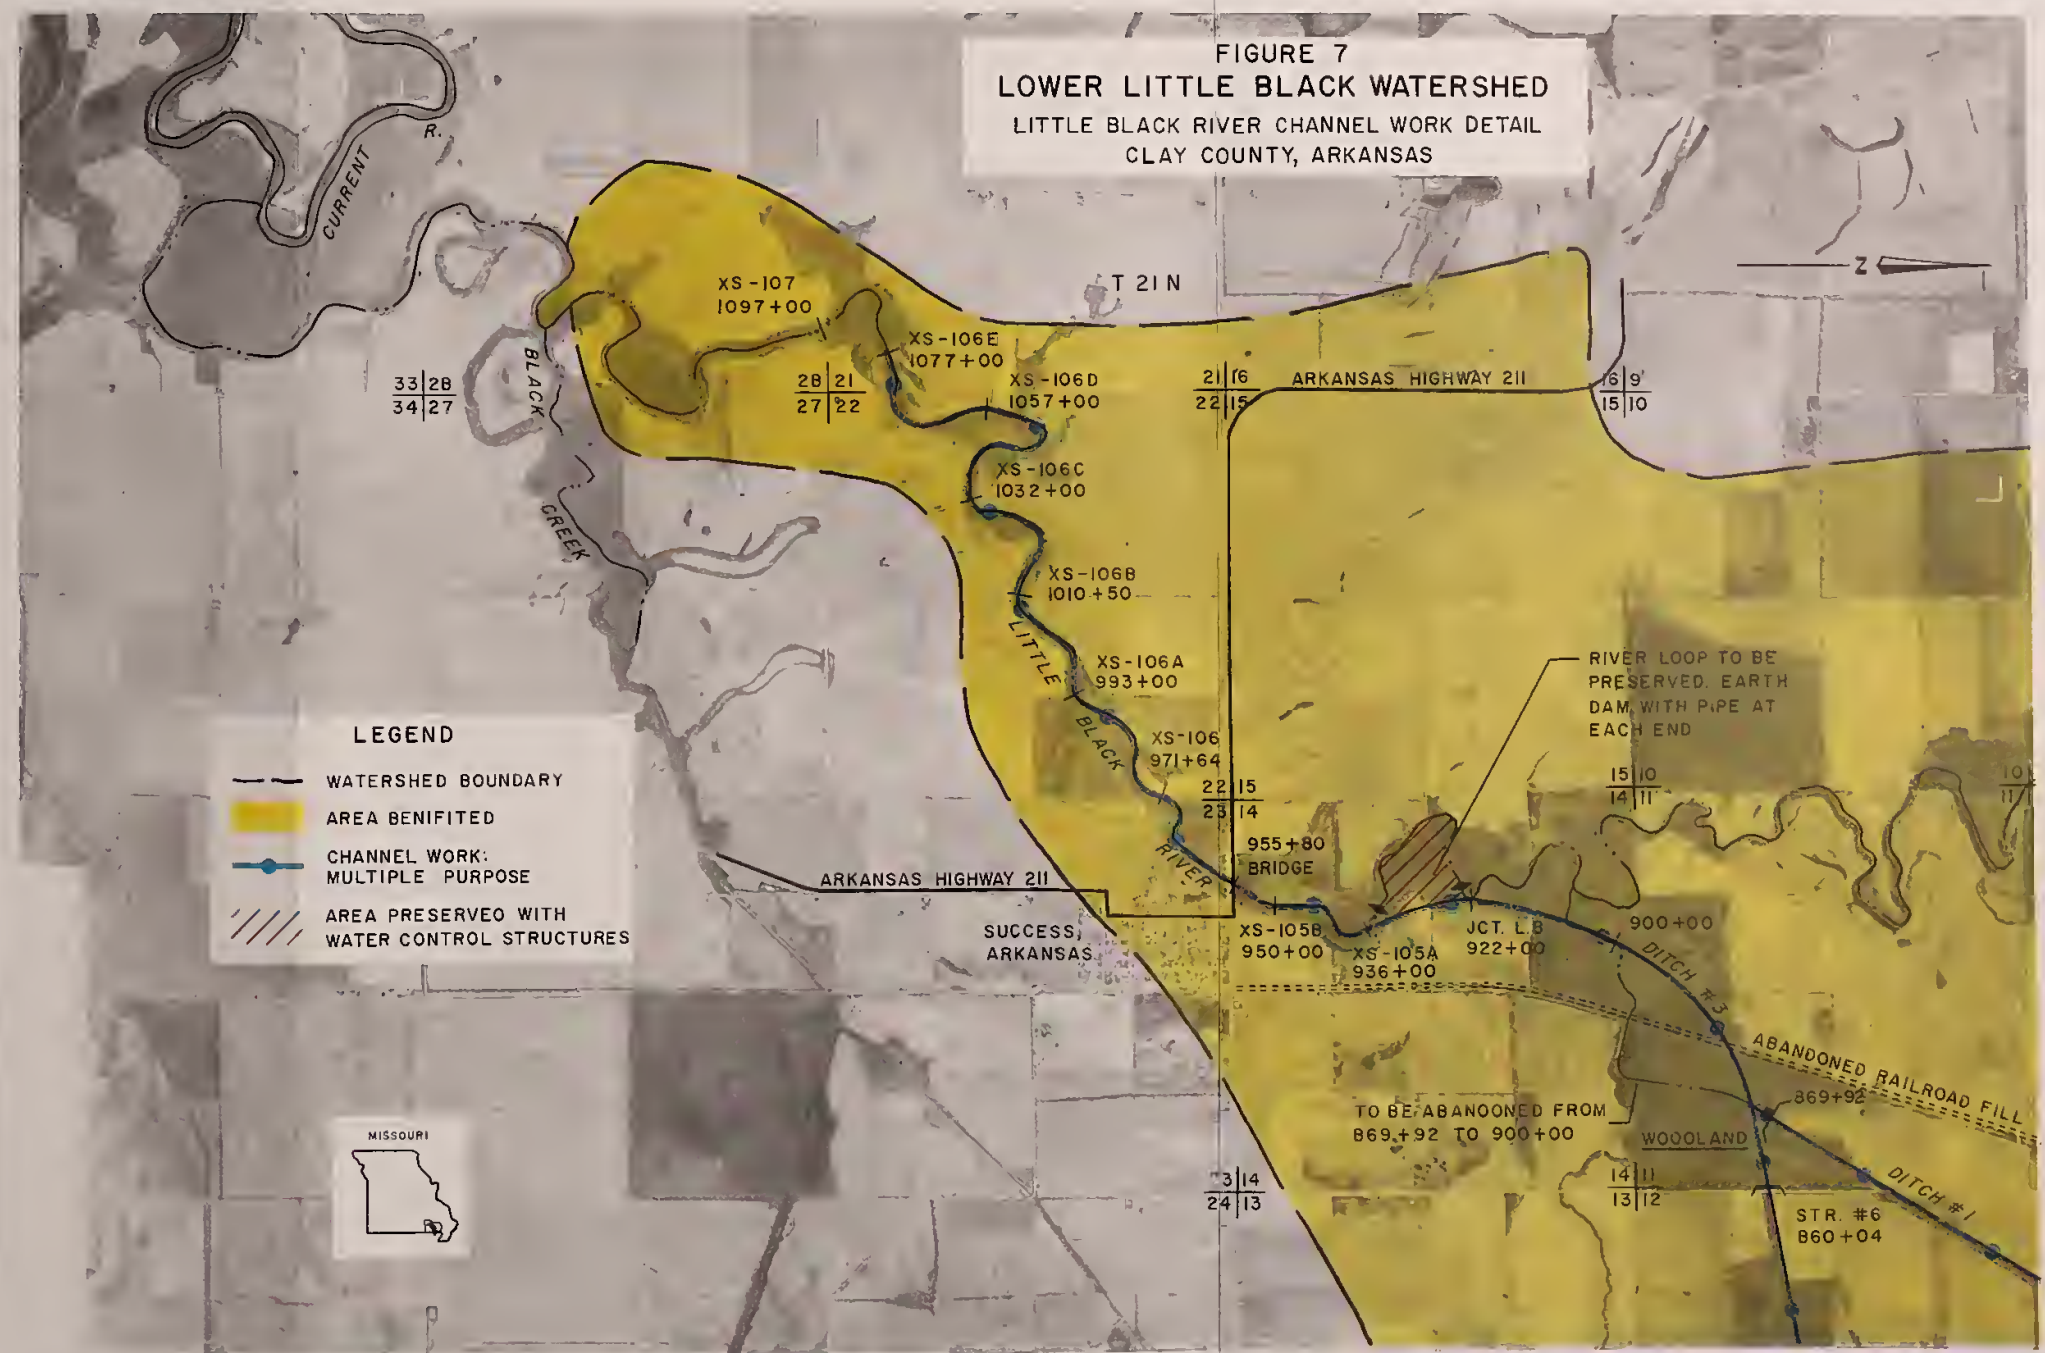 FIGURE 7
LOWER LITTLE BLACK WATERSHED
LITTLE BLACK RIVER CHANNEL WORK DETAIL
CLAY COUNTY, ARKANSAS
R.
CURRENT
T 21 N
Z
XS-107
1097+00
XS-106E
1077+00
XS-106D
1057+00
BLACK
CREEK
33|28
34|27
28|21
27|22
21|16
22|15
ARKANSAS HIGHWAY 211
16|9
15|10
XS-106C
1032+00
XS-106B
1010+50
LITTLE
BLACK
RIVER
XS-106A
993+00
XS-106
971+64
22|15
23|14
955+80
BRIDGE
RIVER LOOP TO BE
PRESERVED. EARTH
DAM WITH PIPE AT
EACH END
15|10
14|11
10
11
LEGEND
WATERSHED BOUNDARY
AREA BENIFITED
CHANNEL WORK:
MULTIPLE PURPOSE
AREA PRESERVED WITH
WATER CONTROL STRUCTURES
ARKANSAS HIGHWAY 211
SUCCESS,
ARKANSAS
XS-105B
950+00
XS-105A
936+00
JCT. L.B
922+00
900+00
DITCH #3
ABANDONED RAILROAD FILL
869+92
TO BE ABANDONED FROM
869+92 TO 900+00
WOODLAND
DITCH #1
14|11
13|12
23|14
24|13
STR. #6
860+04
MISSOURI